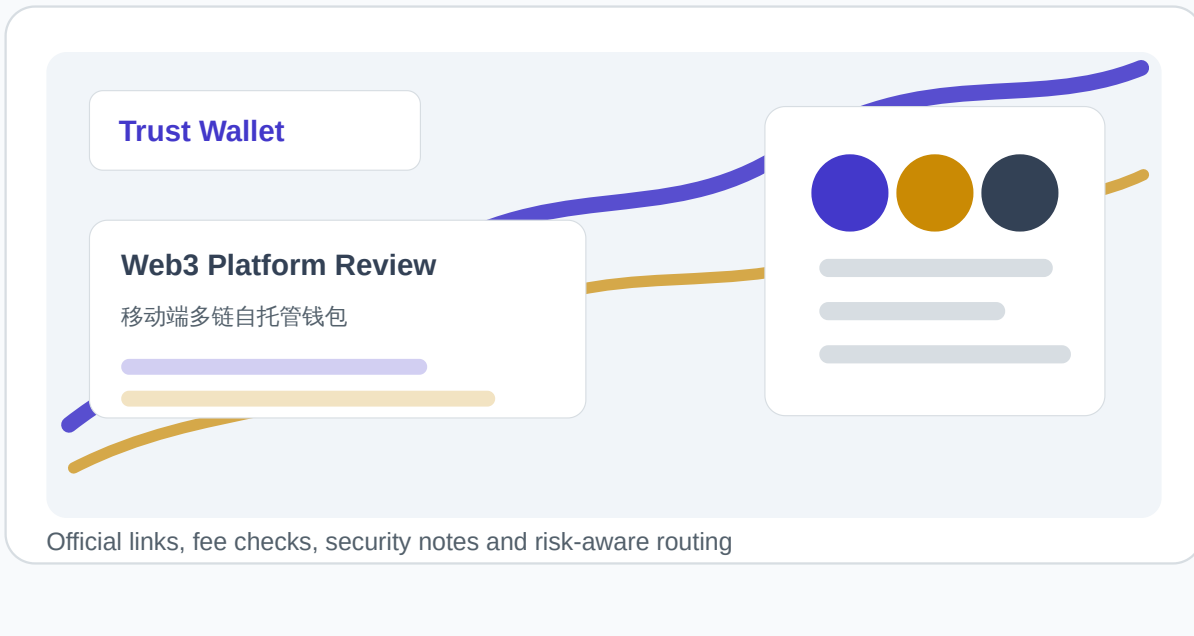 Trust Wallet
Web3 Platform Review
移动端多链自托管钱包
Official links, fee checks, security notes and risk-aware routing